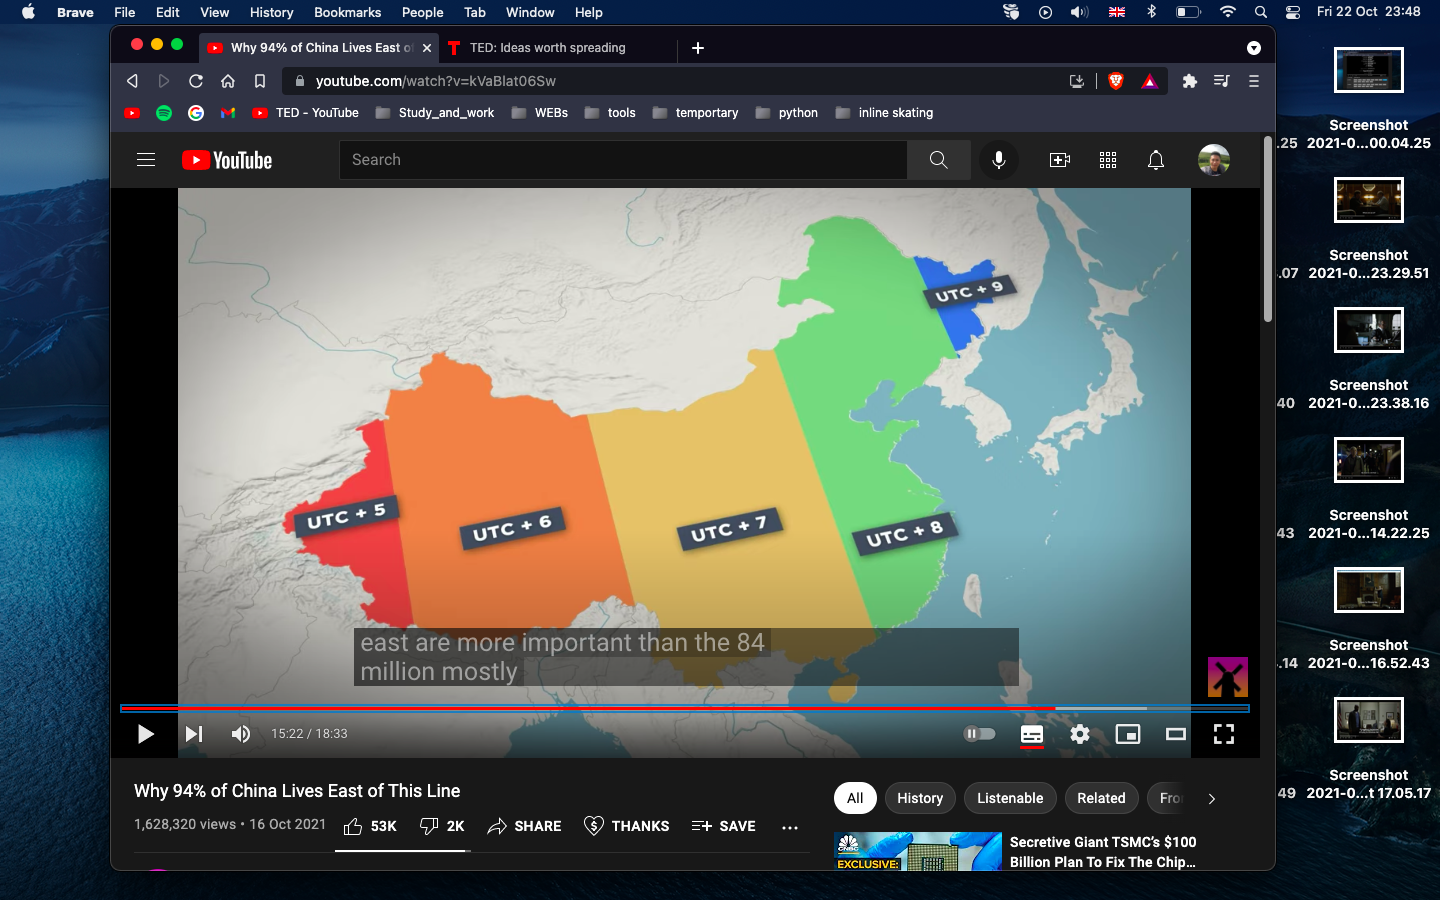 Brave File Edit View History Bookmarks People Tab Window Help
Fri 22 Oct 23:48
Why 94% of China Lives East of
TED: Ideas worth spreading
youtube.com/watch?v=kVaBlat06Sw
TED - YouTube Study_and_work WEBs tools temportary python inline skating
YouTube
Search
UTC + 9
UTC + 5
UTC + 6
UTC + 7
UTC + 8
east are more important than the 84
million mostly
15:22 / 18:33
Why 94% of China Lives East of This Line
1,628,320 views • 16 Oct 2021
53K 2K SHARE THANKS SAVE
All History Listenable Related Fro
CNBC
EXCLUSIVE:
Secretive Giant TSMC's $100
Billion Plan To Fix The Chip...
Screenshot
.25 2021-0...00.04.25
Screenshot
.07 2021-0...23.29.51
Screenshot
40 2021-0...23.38.16
Screenshot
43 2021-0...14.22.25
Screenshot
.14 2021-0...16.52.43
Screenshot
49 2021-0...t 17.05.17